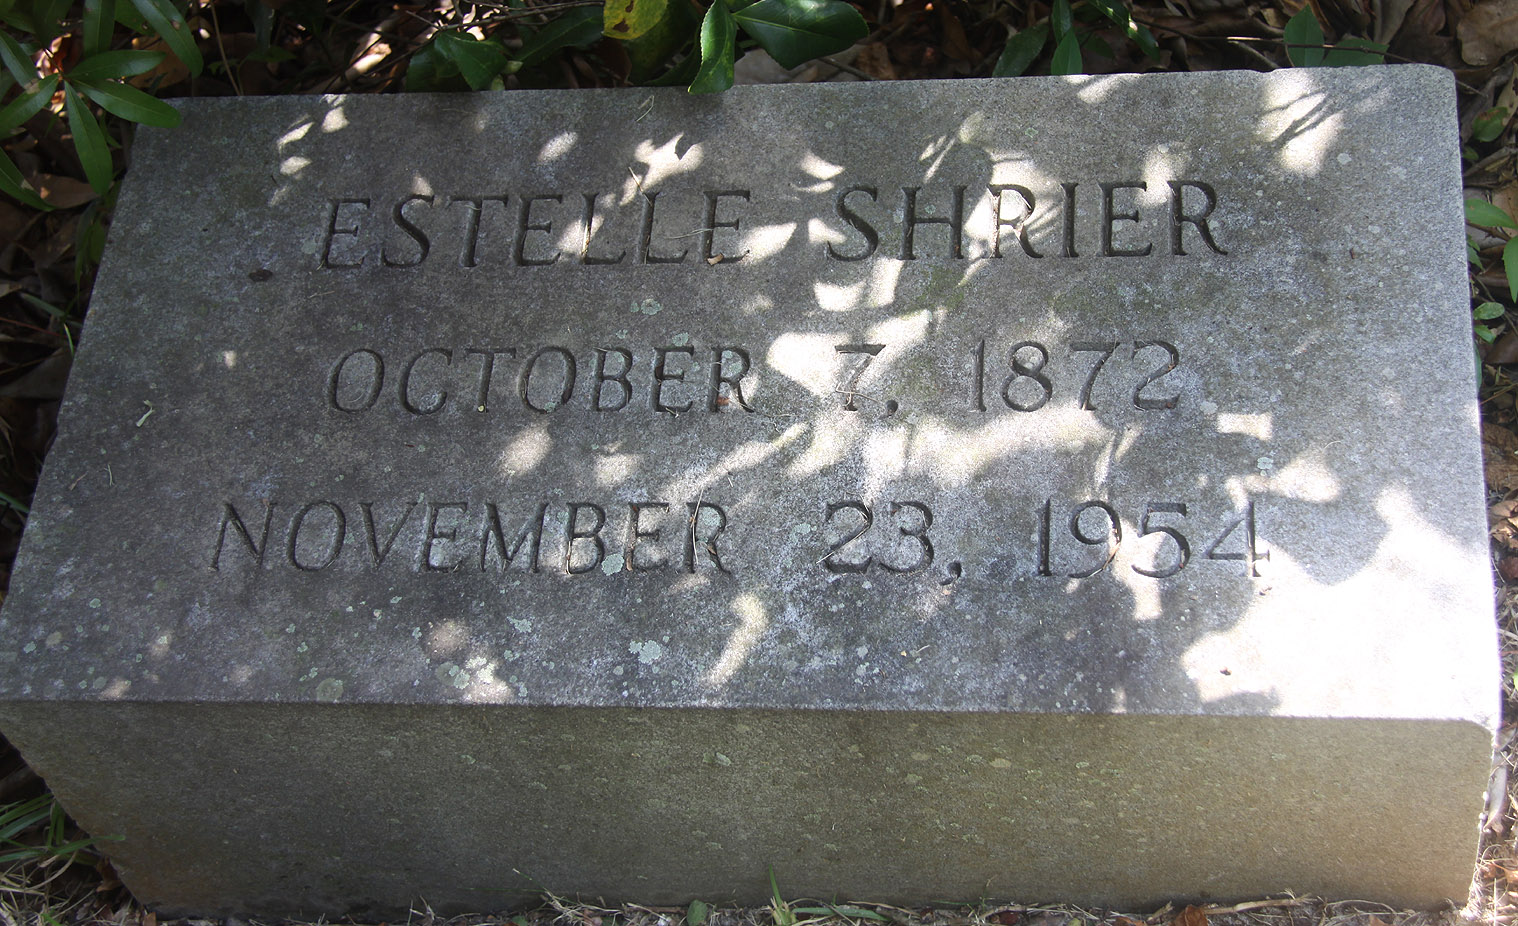 ESTELLE SHRIER
OCTOBER 7, 1872
NOVEMBER 23, 1954